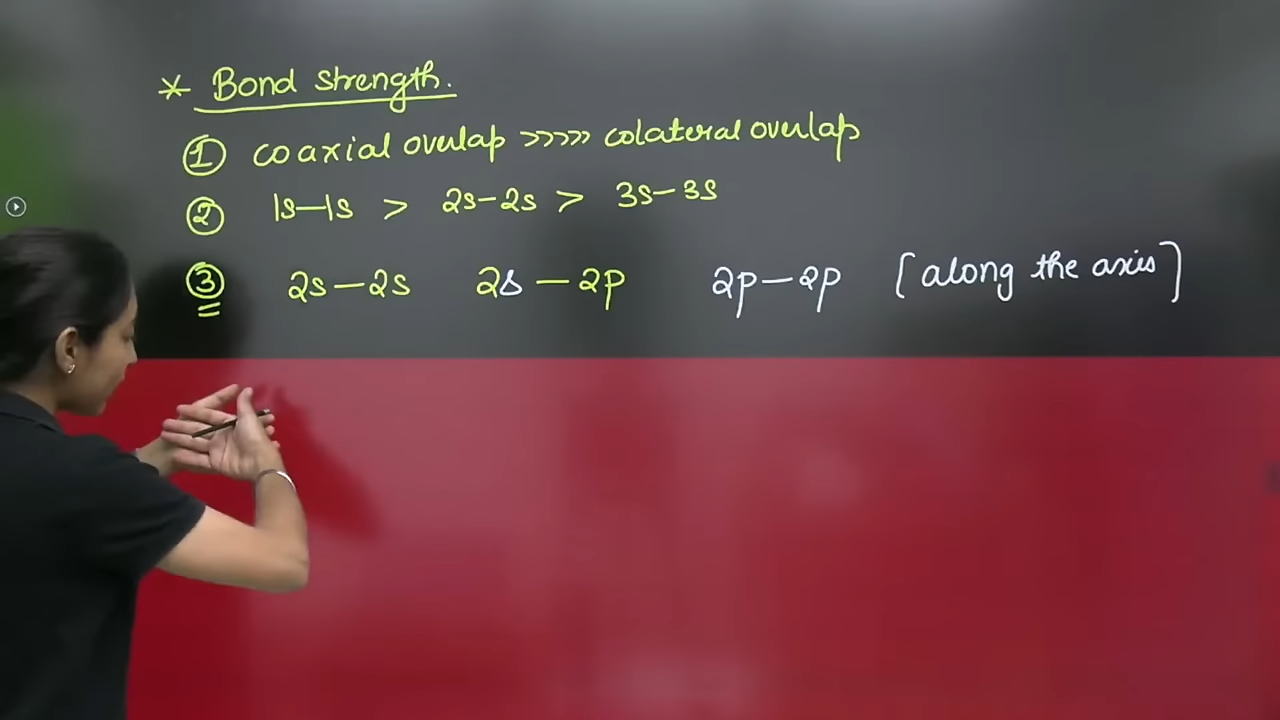 * Bond strength.
① coaxial overlap >>>>> colateral overlap
② 1s–1s > 2s–2s > 3s–3s
③ 2s–2s 2s–2p 2p–2p [along the axis]